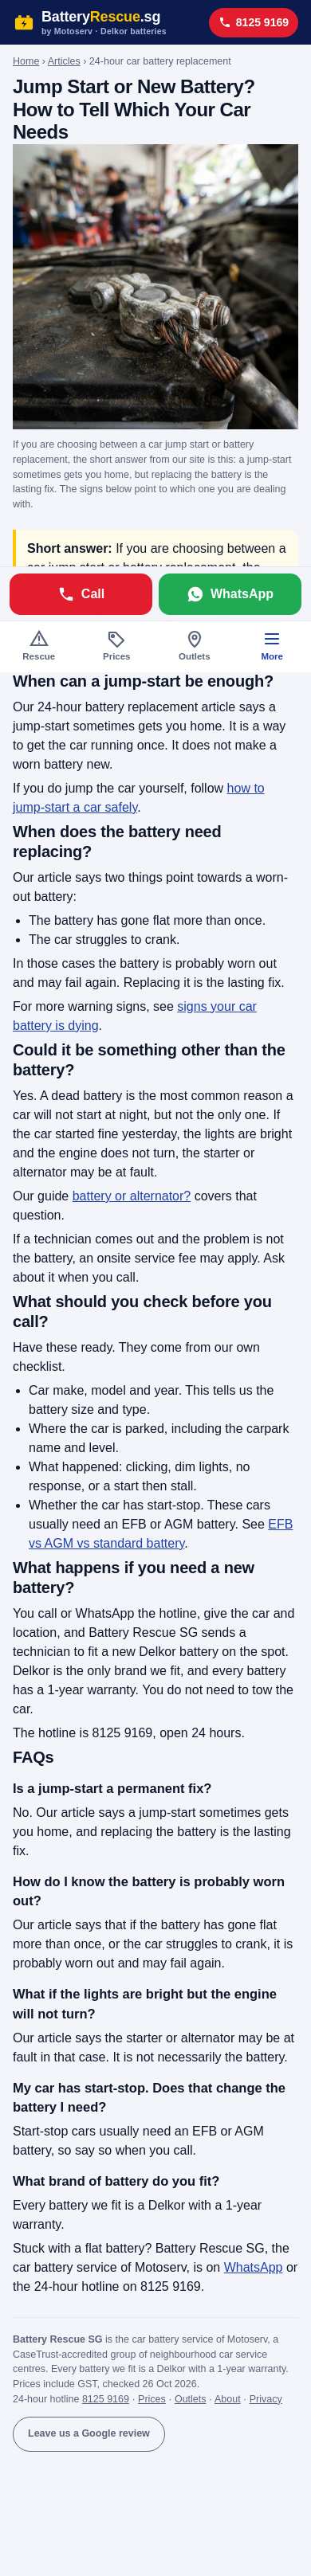 BatteryRescue.sg
by Motoserv · Delkor batteries
8125 9169
Home › Articles › 24-hour car battery replacement
Jump Start or New Battery?
How to Tell Which Your Car
Needs
If you are choosing between a car jump start or battery
replacement, the short answer from our site is this: a jump-start
sometimes gets you home, but replacing the battery is the
lasting fix. The signs below point to which one you are dealing
with.
Short answer: If you are choosing between a
Call
WhatsApp
Rescue
Prices
Outlets
More
When can a jump-start be enough?
Our 24-hour battery replacement article says a
jump-start sometimes gets you home. It is a way
to get the car running once. It does not make a
worn battery new.
If you do jump the car yourself, follow how to
jump-start a car safely.
When does the battery need
replacing?
Our article says two things point towards a worn-
out battery:
• The battery has gone flat more than once.
• The car struggles to crank.
In those cases the battery is probably worn out
and may fail again. Replacing it is the lasting fix.
For more warning signs, see signs your car
battery is dying.
Could it be something other than the
battery?
Yes. A dead battery is the most common reason a
car will not start at night, but not the only one. If
the car started fine yesterday, the lights are bright
and the engine does not turn, the starter or
alternator may be at fault.
Our guide battery or alternator? covers that
question.
If a technician comes out and the problem is not
the battery, an onsite service fee may apply. Ask
about it when you call.
What should you check before you
call?
Have these ready. They come from our own
checklist.
• Car make, model and year. This tells us the
battery size and type.
• Where the car is parked, including the carpark
name and level.
• What happened: clicking, dim lights, no
response, or a start then stall.
• Whether the car has start-stop. These cars
usually need an EFB or AGM battery. See EFB
vs AGM vs standard battery.
What happens if you need a new
battery?
You call or WhatsApp the hotline, give the car and
location, and Battery Rescue SG sends a
technician to fit a new Delkor battery on the spot.
Delkor is the only brand we fit, and every battery
has a 1-year warranty. You do not need to tow the
car.
The hotline is 8125 9169, open 24 hours.
FAQs
Is a jump-start a permanent fix?
No. Our article says a jump-start sometimes gets
you home, and replacing the battery is the lasting
fix.
How do I know the battery is probably worn
out?
Our article says that if the battery has gone flat
more than once, or the car struggles to crank, it is
probably worn out and may fail again.
What if the lights are bright but the engine
will not turn?
Our article says the starter or alternator may be at
fault in that case. It is not necessarily the battery.
My car has start-stop. Does that change the
battery I need?
Start-stop cars usually need an EFB or AGM
battery, so say so when you call.
What brand of battery do you fit?
Every battery we fit is a Delkor with a 1-year
warranty.
Stuck with a flat battery? Battery Rescue SG, the
car battery service of Motoserv, is on WhatsApp or
the 24-hour hotline on 8125 9169.
Battery Rescue SG is the car battery service of Motoserv, a
CaseTrust-accredited group of neighbourhood car service
centres. Every battery we fit is a Delkor with a 1-year warranty.
Prices include GST, checked 26 Oct 2026.
24-hour hotline 8125 9169 · Prices · Outlets · About · Privacy
Leave us a Google review